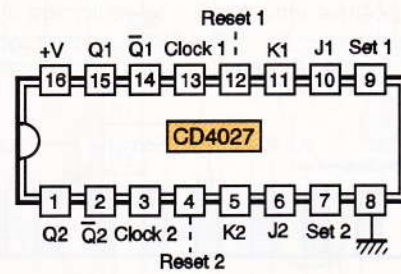 Reset 1
+V Q1 Q̅1 Clock 1 K1 J1 Set 1
16 15 14 13 12 11 10 9
CD4027
1 2 3 4 5 6 7 8
Q2 Q̅2 Clock 2 K2 J2 Set 2
Reset 2